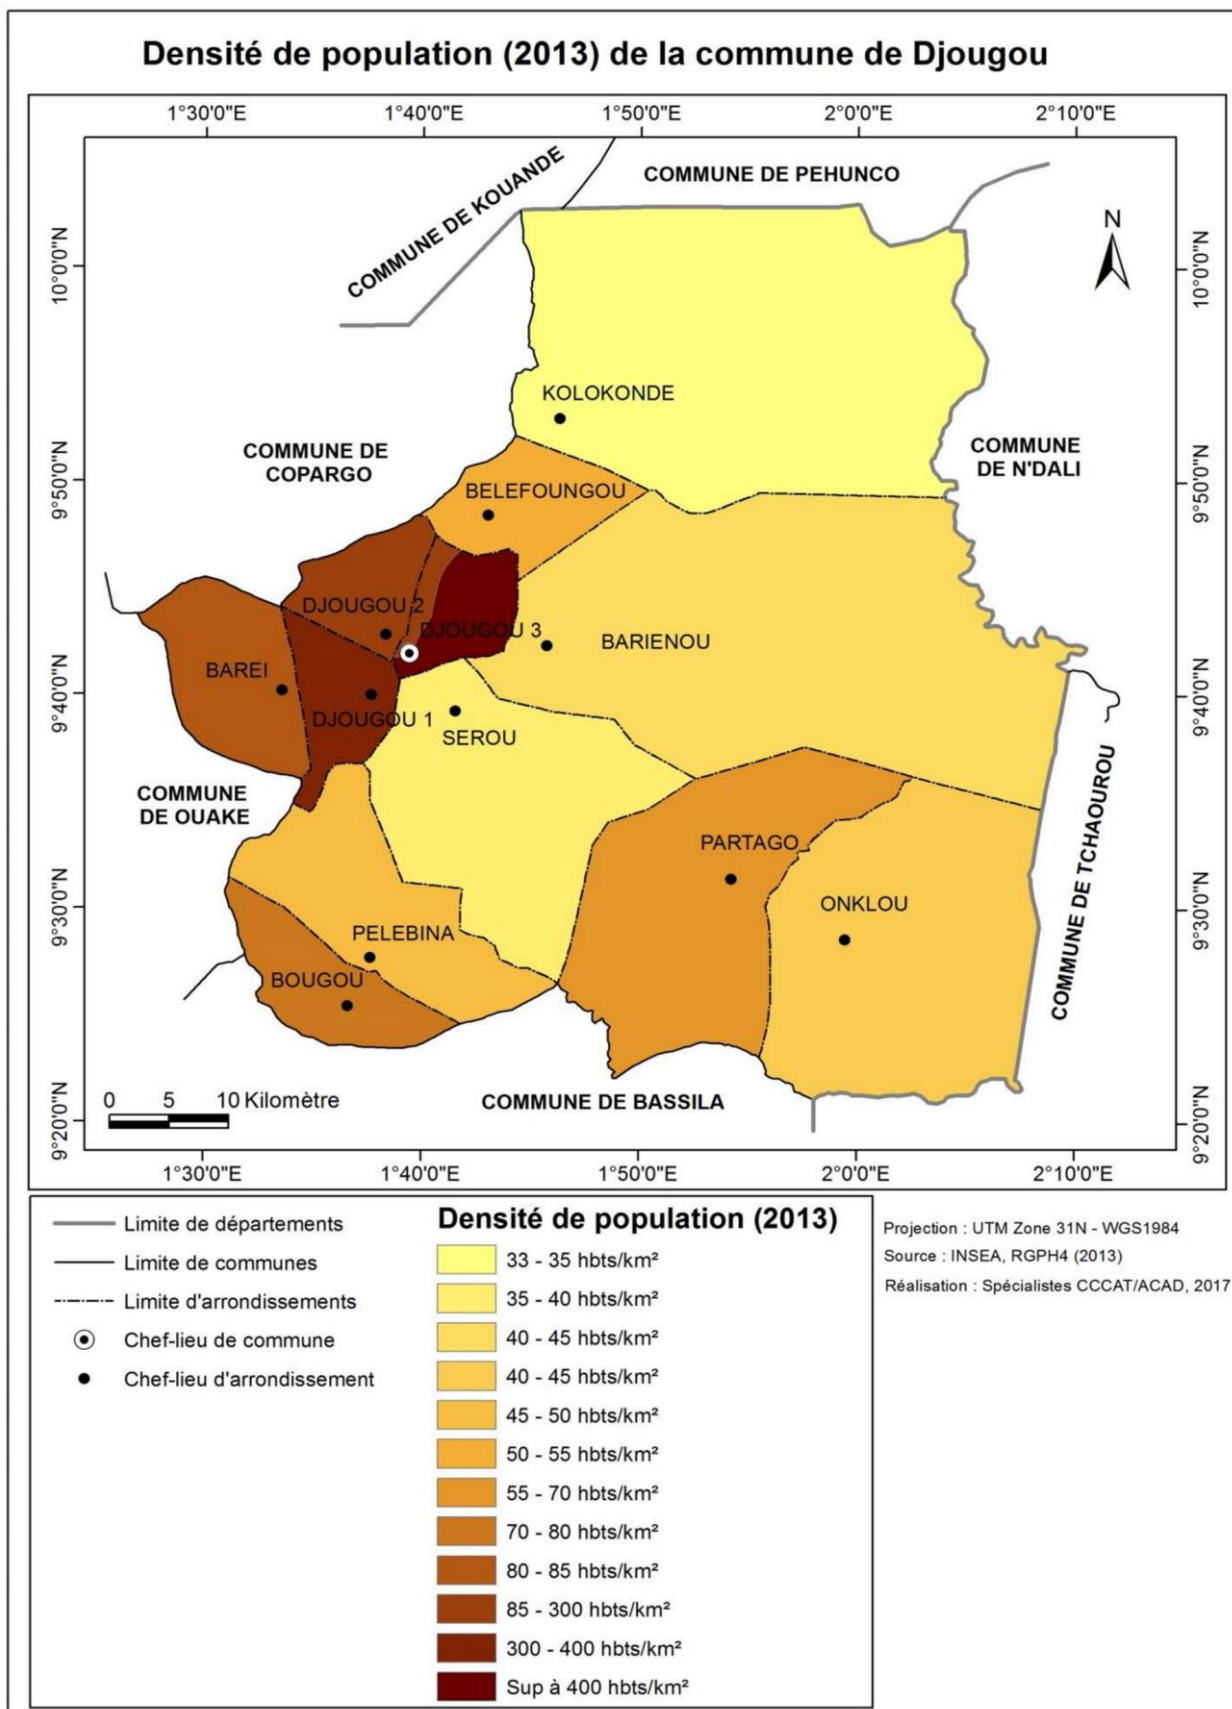 Densité de population (2013) de la commune de Djougou
1°30'0"E
1°40'0"E
1°50'0"E
2°00'0"E
2°10'0"E
COMMUNE DE KOUANDE
COMMUNE DE PEHUNCO
N
10°0'0"N
10°0'0"N
KOLOKONDE
COMMUNE DE
COPARGO
COMMUNE
DE N'DALI
9°50'0"N
9°50'0"N
BELEFOUNGOU
DJOUGOU 2
DJOUGOU 3
BARIENOU
BAREI
9°40'0"N
9°40'0"N
DJOUGOU 1
SEROU
COMMUNE
DE OUAKE
COMMUNE DE TCHAOUROU
PARTAGO
9°30'0"N
9°30'0"N
ONKLOU
PELEBINA
BOUGOU
0 5 10 Kilomètre
COMMUNE DE BASSILA
9°20'0"N
9°20'0"N
1°30'0"E
1°40'0"E
1°50'0"E
2°00'0"E
2°10'0"E
Limite de départements
Limite de communes
Limite d'arrondissements
Chef-lieu de commune
Chef-lieu d'arrondissement
Densité de population (2013)
33 - 35 hbts/km²
35 - 40 hbts/km²
40 - 45 hbts/km²
40 - 45 hbts/km²
45 - 50 hbts/km²
50 - 55 hbts/km²
55 - 70 hbts/km²
70 - 80 hbts/km²
80 - 85 hbts/km²
85 - 300 hbts/km²
300 - 400 hbts/km²
Sup à 400 hbts/km²
Projection : UTM Zone 31N - WGS1984
Source : INSEA, RGPH4 (2013)
Réalisation : Spécialistes CCCAT/ACAD, 2017